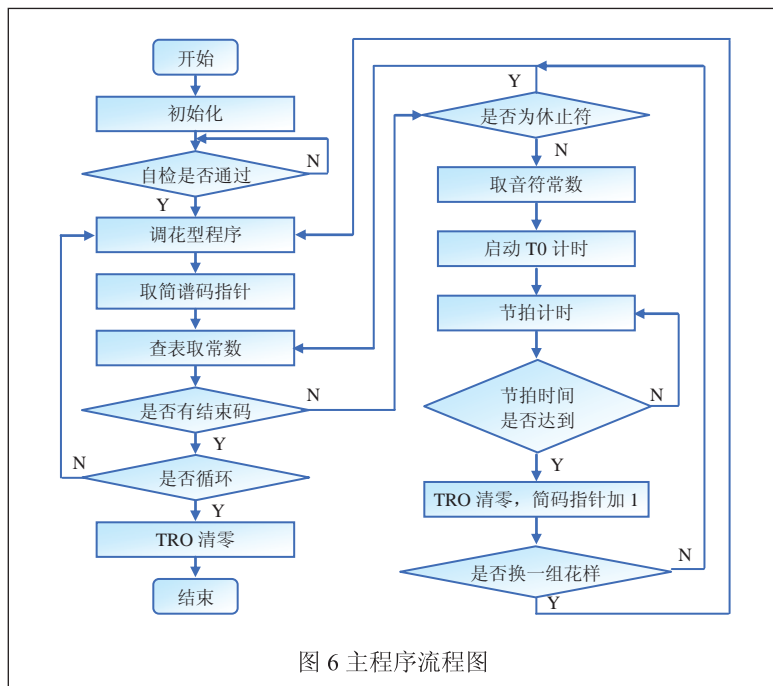 开始
初始化
自检是否通过
N
Y
调花型程序
取简谱码指针
查表取常数
是否有结束码
N
Y
是否循环
N
Y
TRO 清零
结束
Y
是否为休止符
N
取音符常数
启动 T0 计时
节拍计时
节拍时间
是否达到
N
Y
TRO 清零，简码指针加 1
是否换一组花样
N
Y
图 6 主程序流程图